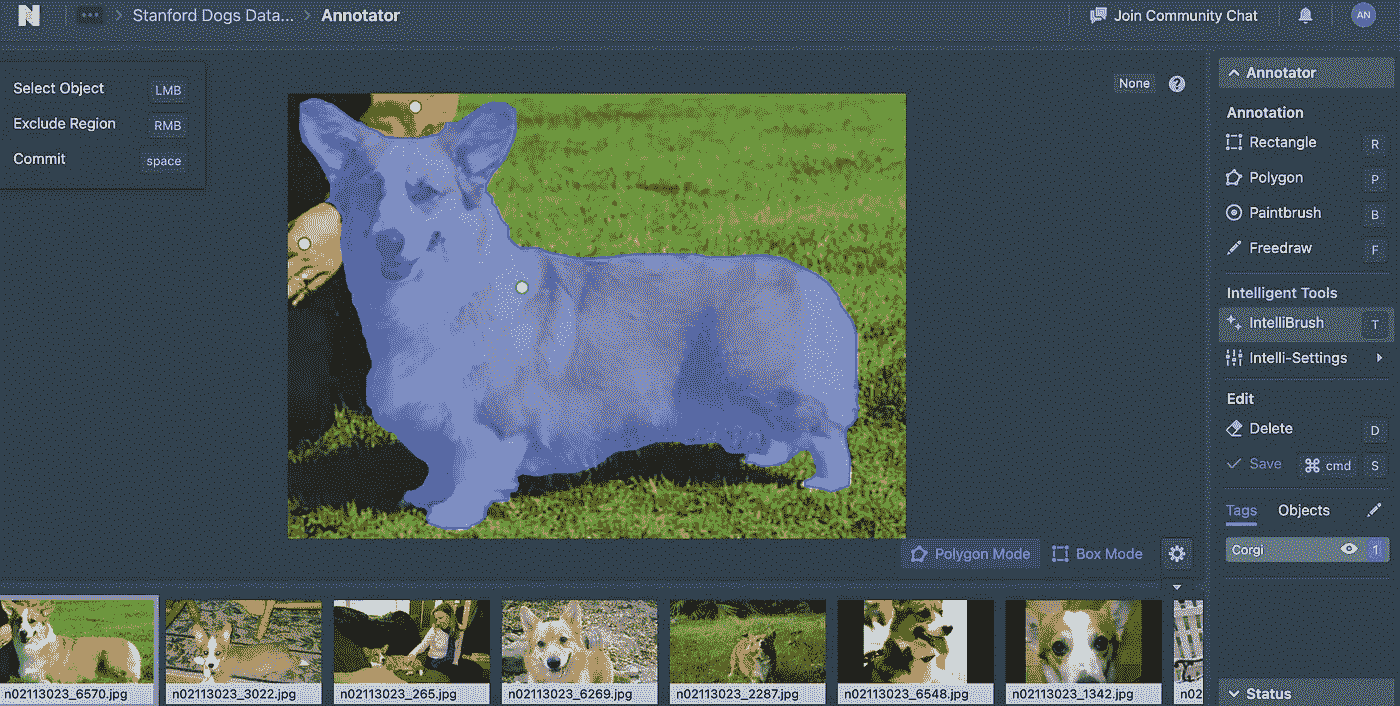 N ... > Stanford Dogs Data... > Annotator
Join Community Chat
AN
Select Object LMB
Exclude Region RMB
Commit space
None ?
Annotator
Annotation
Rectangle R
Polygon P
Paintbrush B
Freedraw F
Intelligent Tools
IntelliBrush T
Intelli-Settings
Edit
Delete D
Save ⌘ cmd S
Tags Objects
Corgi 1
Polygon Mode Box Mode
n02113023_6570.jpg
n02113023_3022.jpg
n02113023_265.jpg
n02113023_6269.jpg
n02113023_2287.jpg
n02113023_6548.jpg
n02113023_1342.jpg
n02
Status